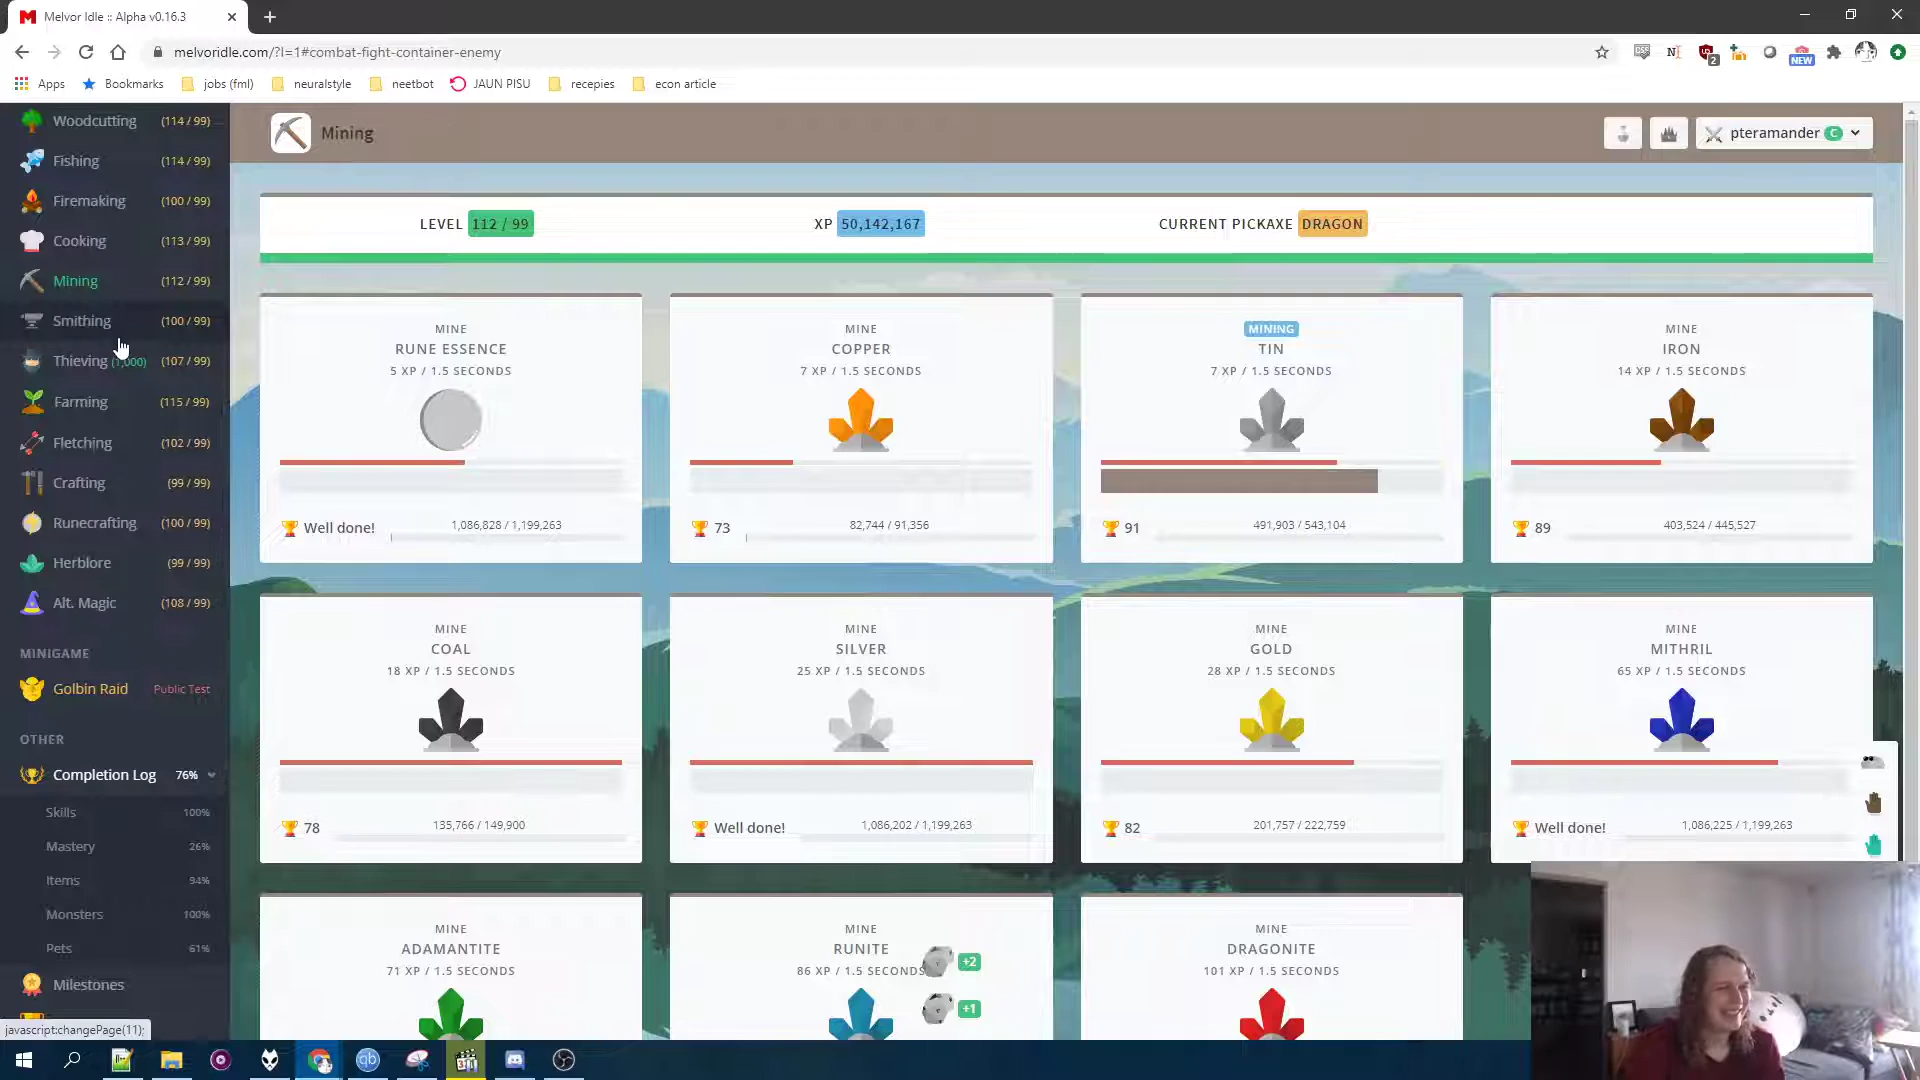 Melvor Idle :: Alpha v0.16.3
melvoridle.com/?l=1#combat-fight-container-enemy
2
NEW
Apps
Bookmarks
jobs (fml)
neuralstyle
neetbot
JAUN PISU
recepies
econ article
Woodcutting (114 / 99)
Fishing (114 / 99)
Firemaking (100 / 99)
Cooking (113 / 99)
Mining (112 / 99)
Smithing (100 / 99)
Thieving (1,000) (107 / 99)
Farming (115 / 99)
Fletching (102 / 99)
Crafting (99 / 99)
Runecrafting (100 / 99)
Herblore (99 / 99)
Alt. Magic (108 / 99)
MINIGAME
Golbin Raid Public Test
OTHER
Completion Log 76%
Skills 100%
Mastery 26%
Items 94%
Monsters 100%
Pets 61%
Milestones
javascript:changePage(11);
Mining
pteramander C
LEVEL 112 / 99
XP 50,142,167
CURRENT PICKAXE DRAGON
MINE
RUNE ESSENCE
5 XP / 1.5 SECONDS
Well done! 1,086,828 / 1,199,263
MINE
COPPER
7 XP / 1.5 SECONDS
73 82,744 / 91,356
MINING
TIN
7 XP / 1.5 SECONDS
91 491,903 / 543,104
MINE
IRON
14 XP / 1.5 SECONDS
89 403,524 / 445,527
MINE
COAL
18 XP / 1.5 SECONDS
78 135,766 / 149,900
MINE
SILVER
25 XP / 1.5 SECONDS
Well done! 1,086,202 / 1,199,263
MINE
GOLD
28 XP / 1.5 SECONDS
82 201,757 / 222,759
MINE
MITHRIL
65 XP / 1.5 SECONDS
Well done! 1,086,225 / 1,199,263
MINE
ADAMANTITE
71 XP / 1.5 SECONDS
MINE
RUNITE
86 XP / 1.5 SECONDS
+2
+1
MINE
DRAGONITE
101 XP / 1.5 SECONDS
qb